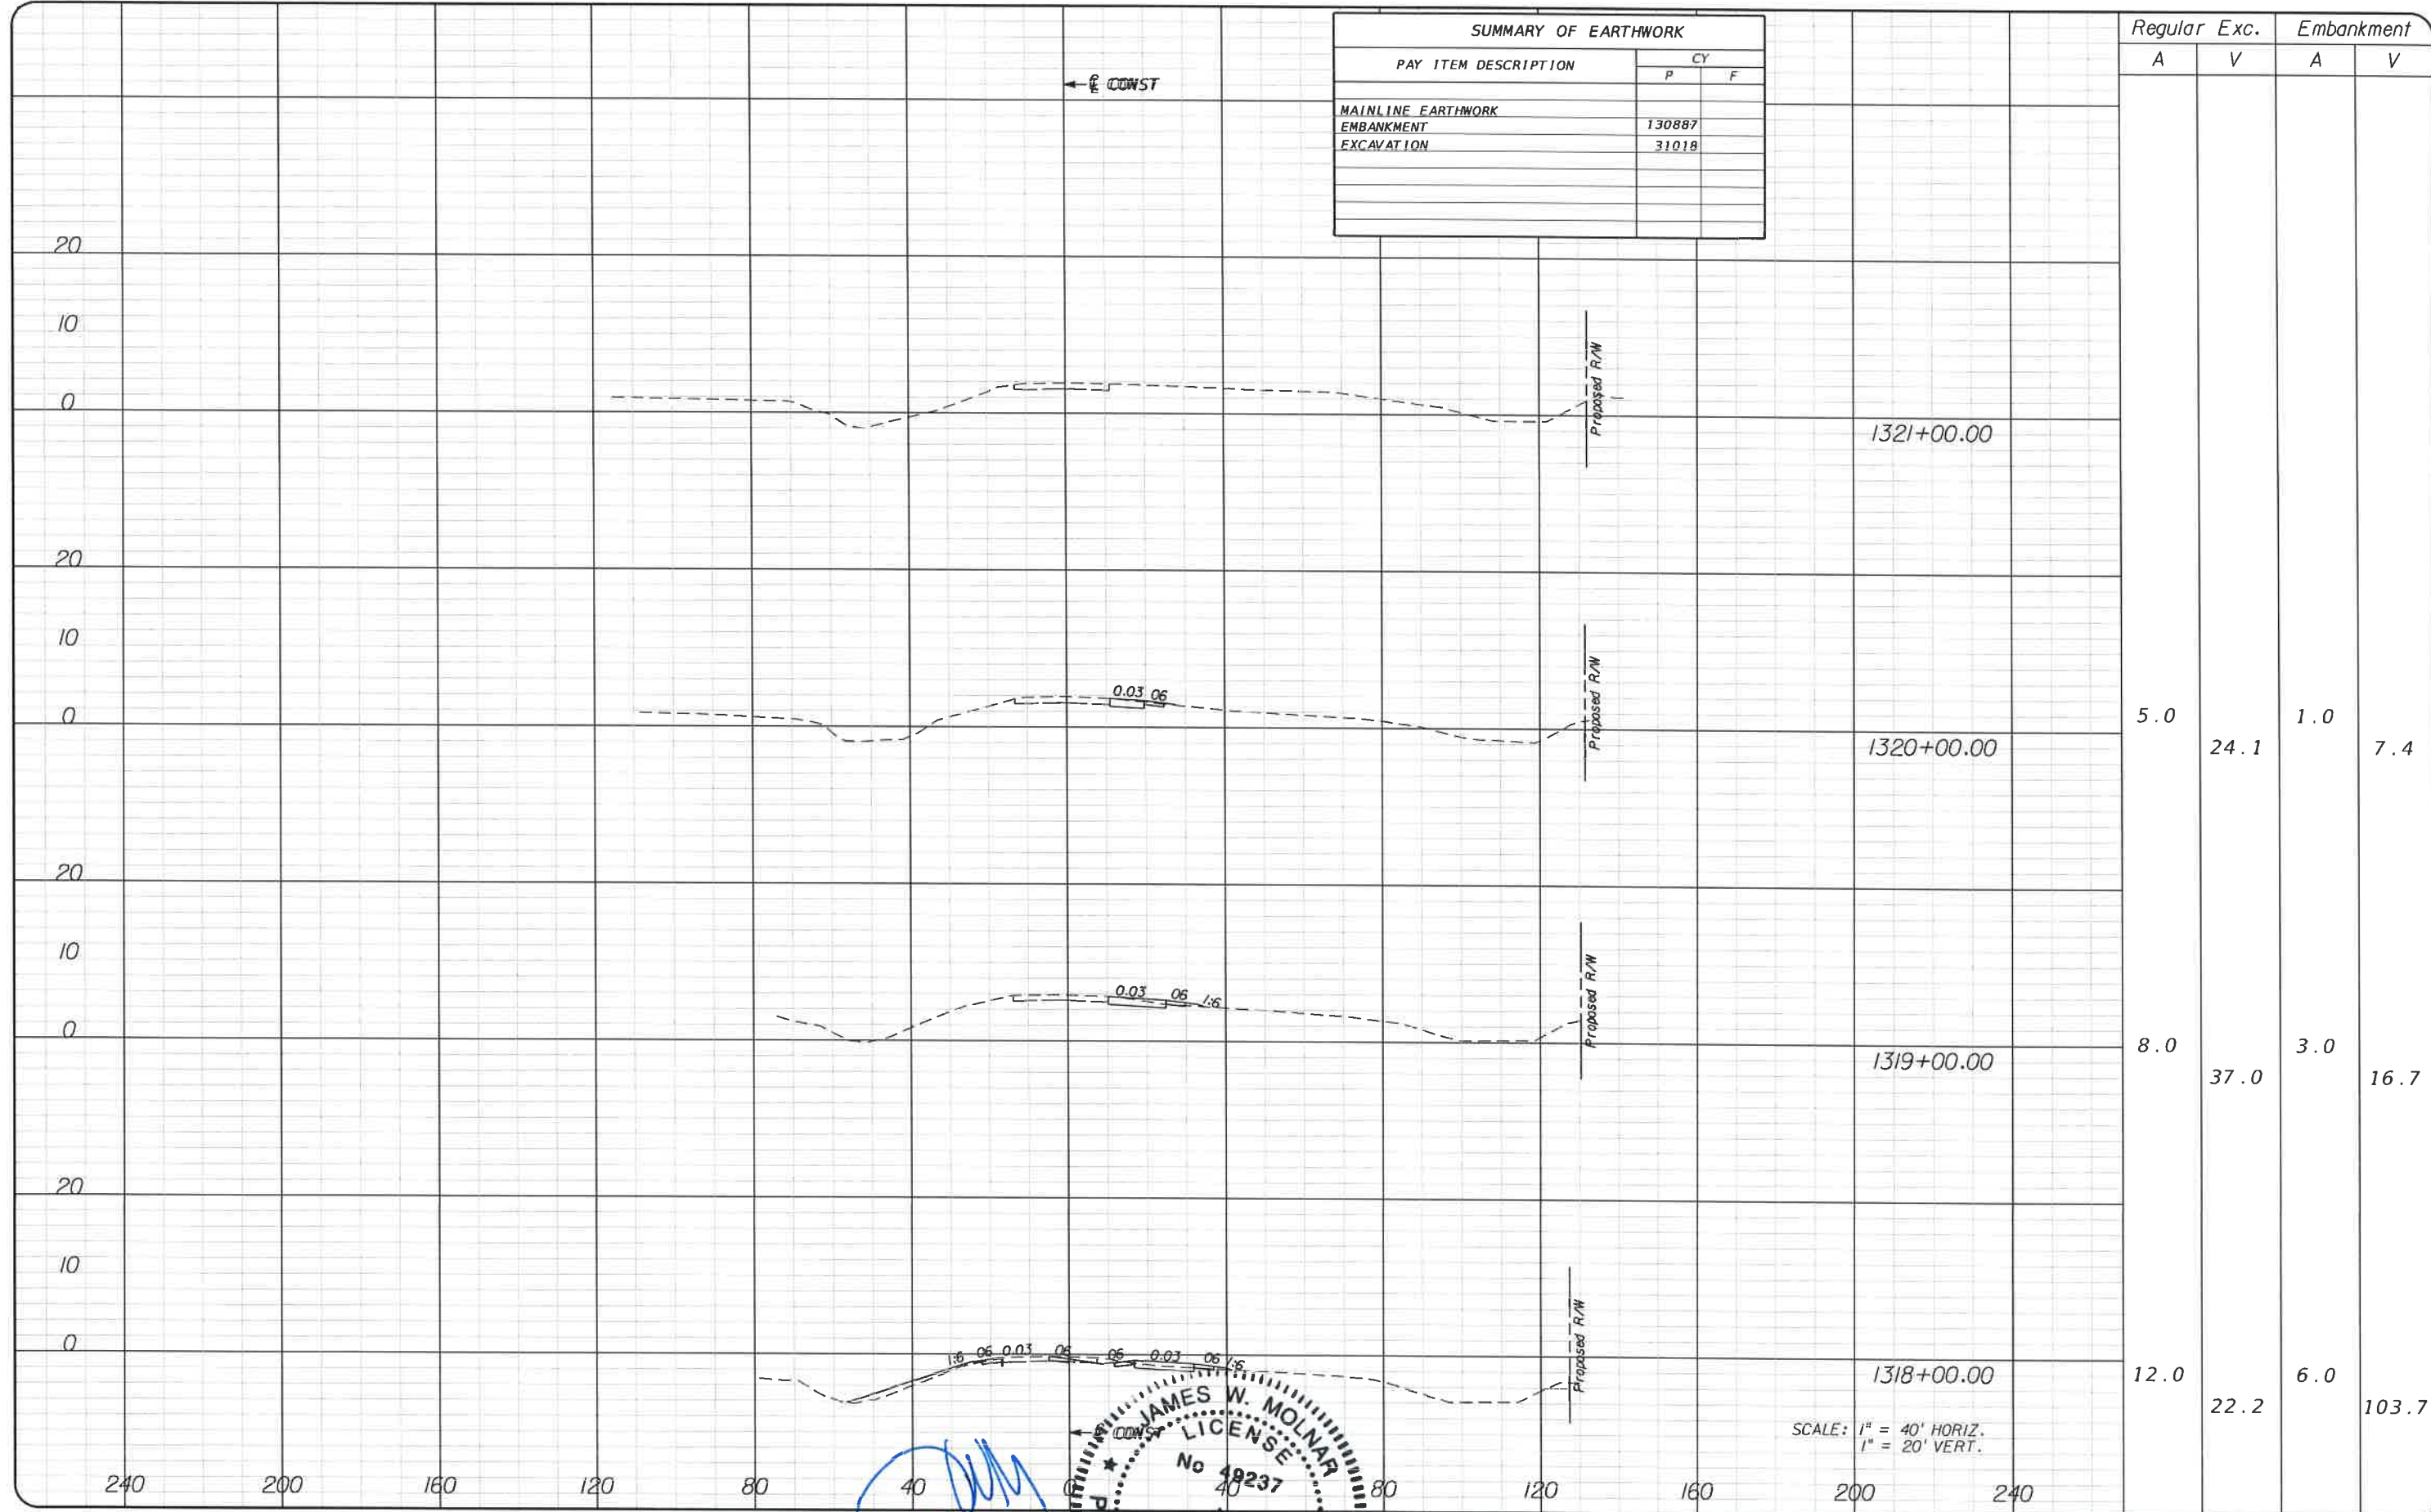 SUMMARY OF EARTHWORK
PAY ITEM DESCRIPTION CY
P F
MAINLINE EARTHWORK
EMBANKMENT 130887
EXCAVATION 31018
Regular Exc. Embankment
A V A V
℄ CONST
20
10
0
Proposed R/W
1321+00.00
20
10
0.03 06
0
Proposed R/W
1320+00.00
5.0 1.0
24.1 7.4
20
10
0.03 06 1:6
0
Proposed R/W
1319+00.00
8.0 3.0
37.0 16.7
20
10
0
1:6 06 0.03 06 06 0.03 06 1:6
Proposed R/W
1318+00.00
12.0 6.0
22.2 103.7
℄ CONST
JAMES W. MOLNAR
LICENSE
No 49237
SCALE: 1" = 40' HORIZ.
1" = 20' VERT.
240 200 160 120 80 40 0 40 80 120 160 200 240